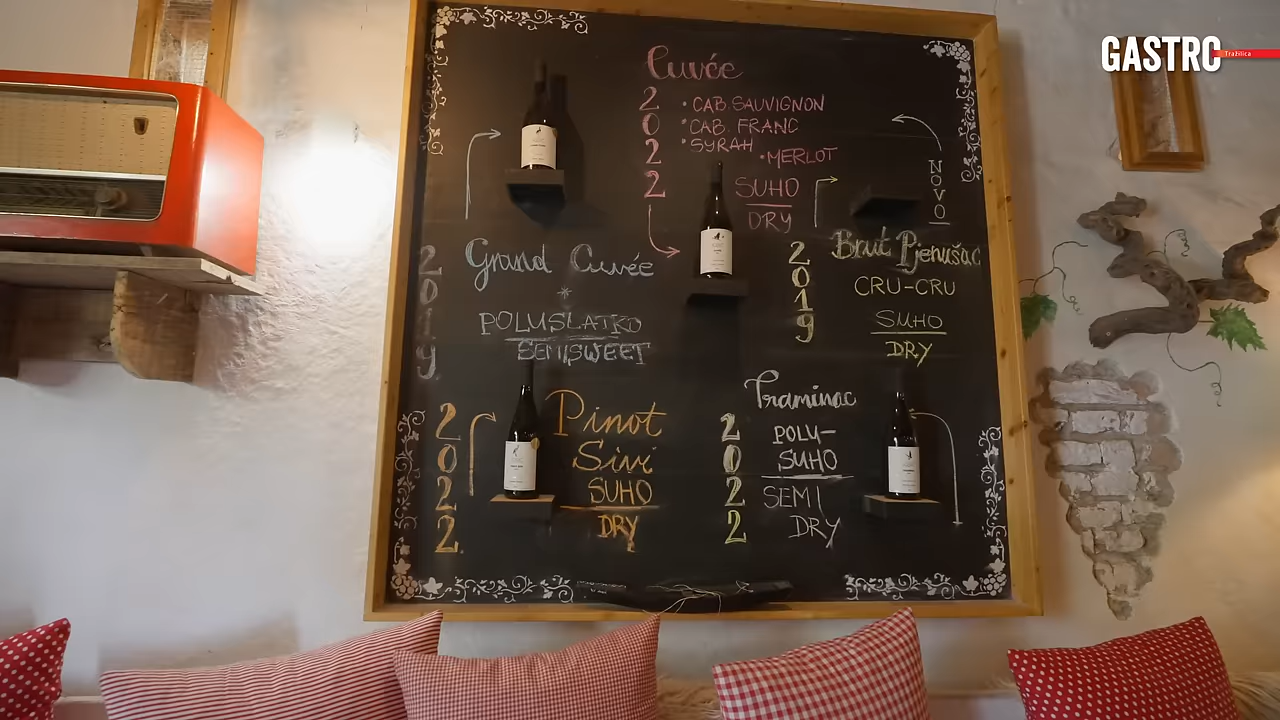 GASTRO
Tražilica
Cuvée
2022
• CAB. SAUVIGNON
• CAB. FRANC
• SYRAH
• MERLOT
SUHO
DRY
NOVO
2019
Grand Cuvée
POLUSLATKO
SEMISWEET
2019
Brut Pjenušac
CRU-CRU
SUHO
DRY
2022
Pinot
Sivi
SUHO
DRY
2022
Traminac
POLU-
SUHO
SEMI
DRY